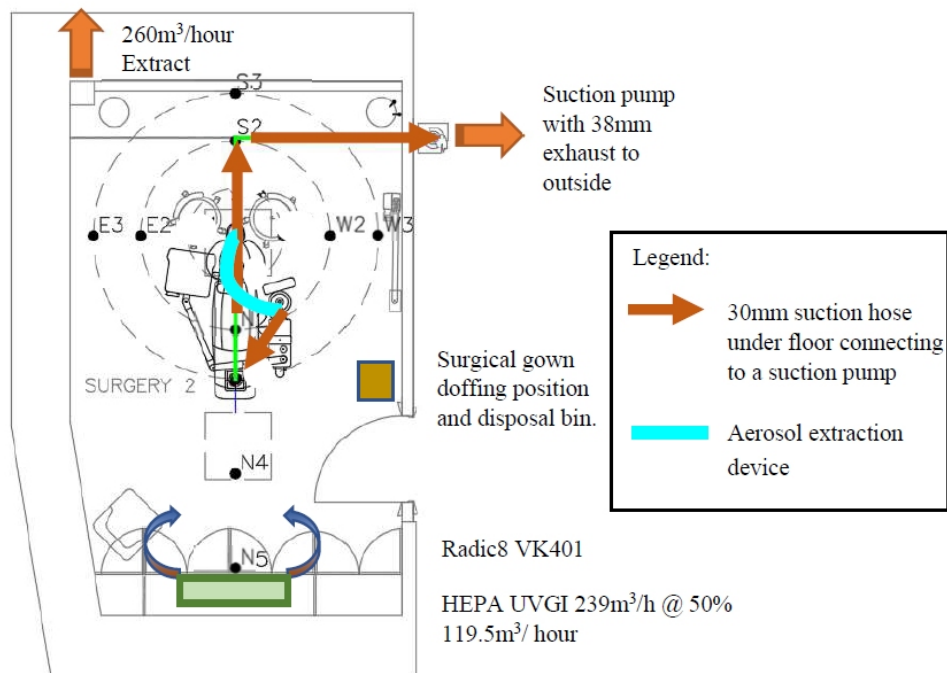 260m³/hour
Extract
S3
S2
Suction pump
with 38mm
exhaust to
outside
E3
E2
W2
W3
Legend:
30mm suction hose
under floor connecting
to a suction pump
Aerosol extraction
device
Surgical gown
doffing position
and disposal bin.
SURGERY 2
N4
N5
Radic8 VK401
HEPA UVGI 239m³/h @ 50%
119.5m³/ hour